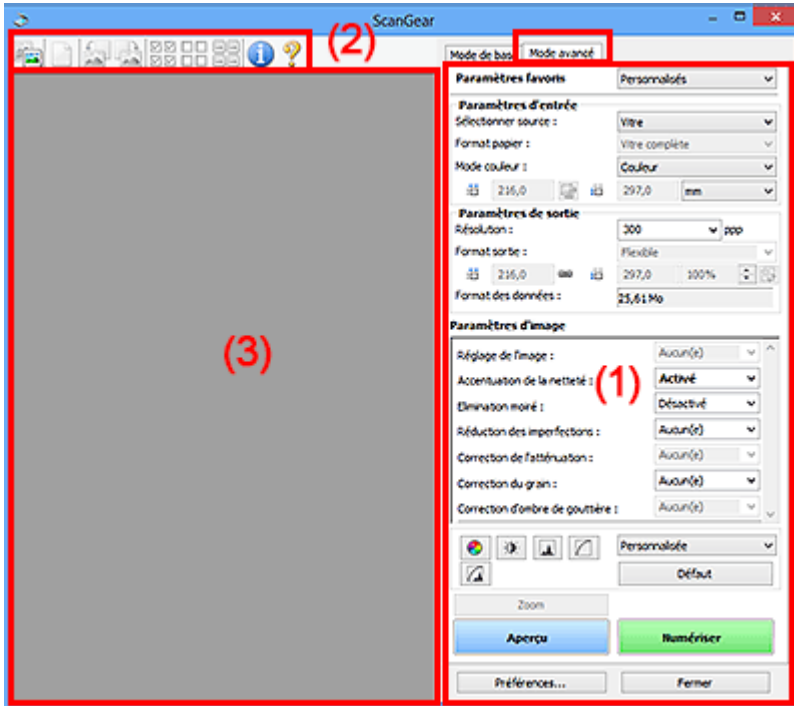 ScanGear
(2)
Mode de base Mode avancé
Paramètres favoris Personnalisés
Paramètres d'entrée
Sélectionner source : Vitre
Format papier : Vitre complète
Mode couleur : Couleur
216,0 297,0 mm
Paramètres de sortie
Résolution : 300 ppp
Format sortie : Flexible
216,0 297,0 100%
Format des données : 25,61 Mo
Paramètres d'image
(3)
Réglage de l'image : Aucun(e)
Accentuation de la netteté : (1) Activé
Elimination moiré : Désactivé
Réduction des imperfections : Aucun(e)
Correction de l'atténuation : Aucun(e)
Correction du grain : Aucun(e)
Correction d'ombre de gouttière : Aucun(e)
Personnalisée
Défaut
Zoom
Aperçu Numériser
Préférences... Fermer